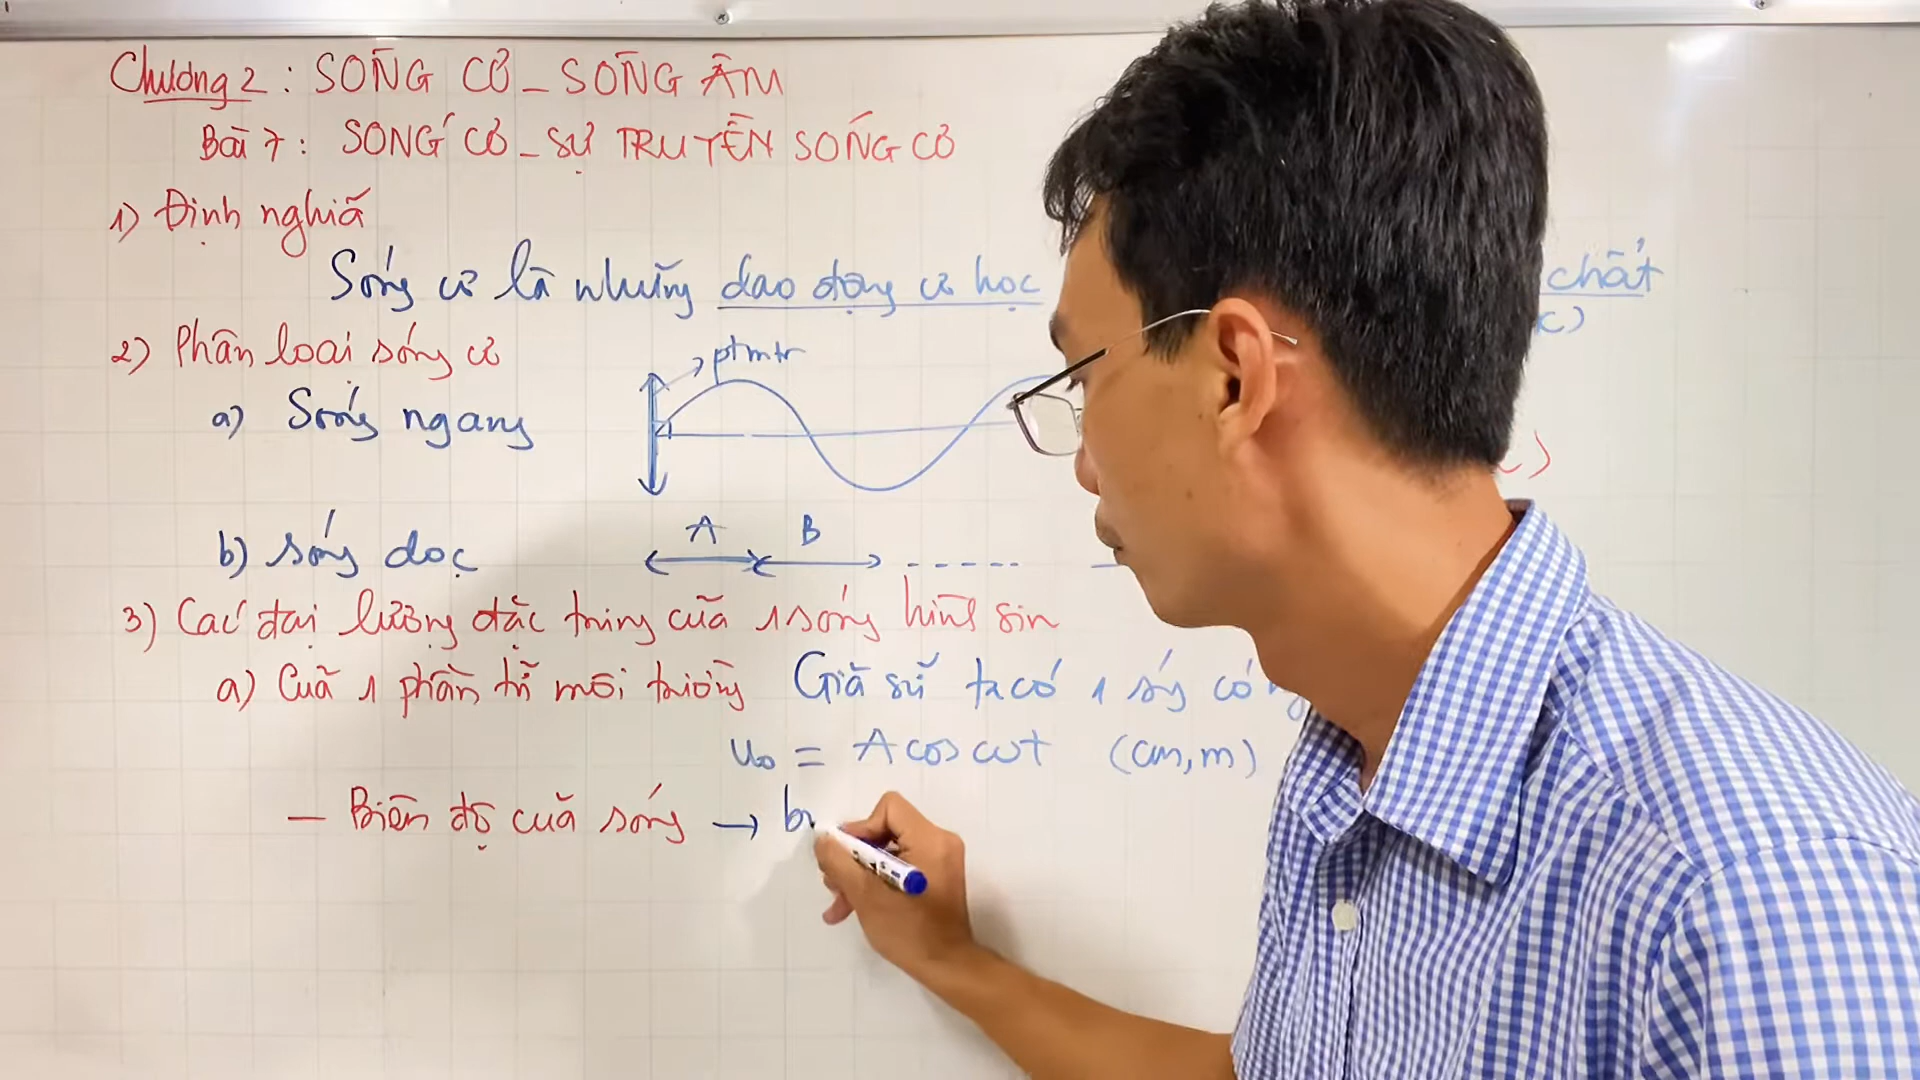 Chương 2 : SÓNG CƠ – SÓNG ÂM
Bài 7 : SÓNG CƠ – SỰ TRUYỀN SÓNG CƠ
1) Định nghĩa
Sóng cơ là những dao động cơ học chất
2) Phân loại sóng cơ
ptmtr
a) Sóng ngang
A B
b) sóng dọc
3) Các đại lượng đặc trưng của 1 sóng hình sin
a) Của 1 phần tử môi trường Giả sử ta có 1 sóng có
u₀ = A cos ωt (cm, m)
– Biên độ của sóng → b